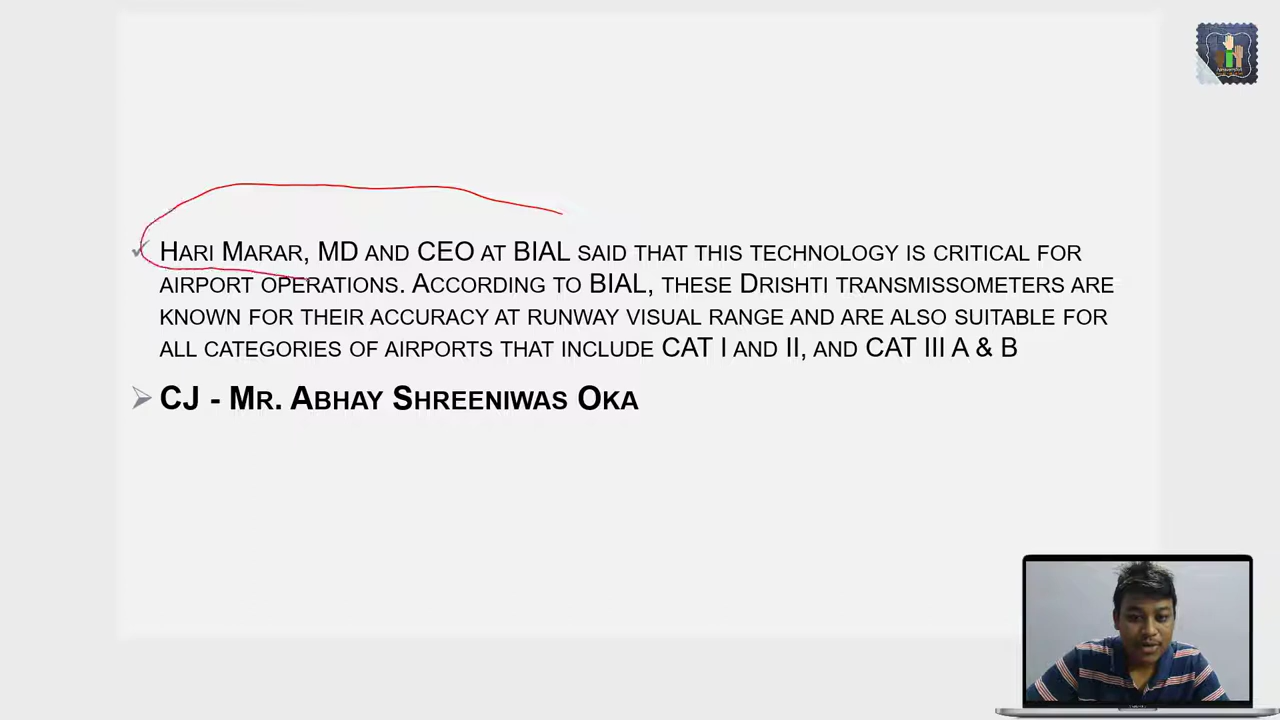 Hari Marar, MD and CEO at BIAL said that this technology is critical for
airport operations. According to BIAL, these Drishti transmissometers are
known for their accuracy at runway visual range and are also suitable for
all categories of airports that include CAT I and II, and CAT III A & B
CJ - Mr. Abhay Shreeniwas Oka